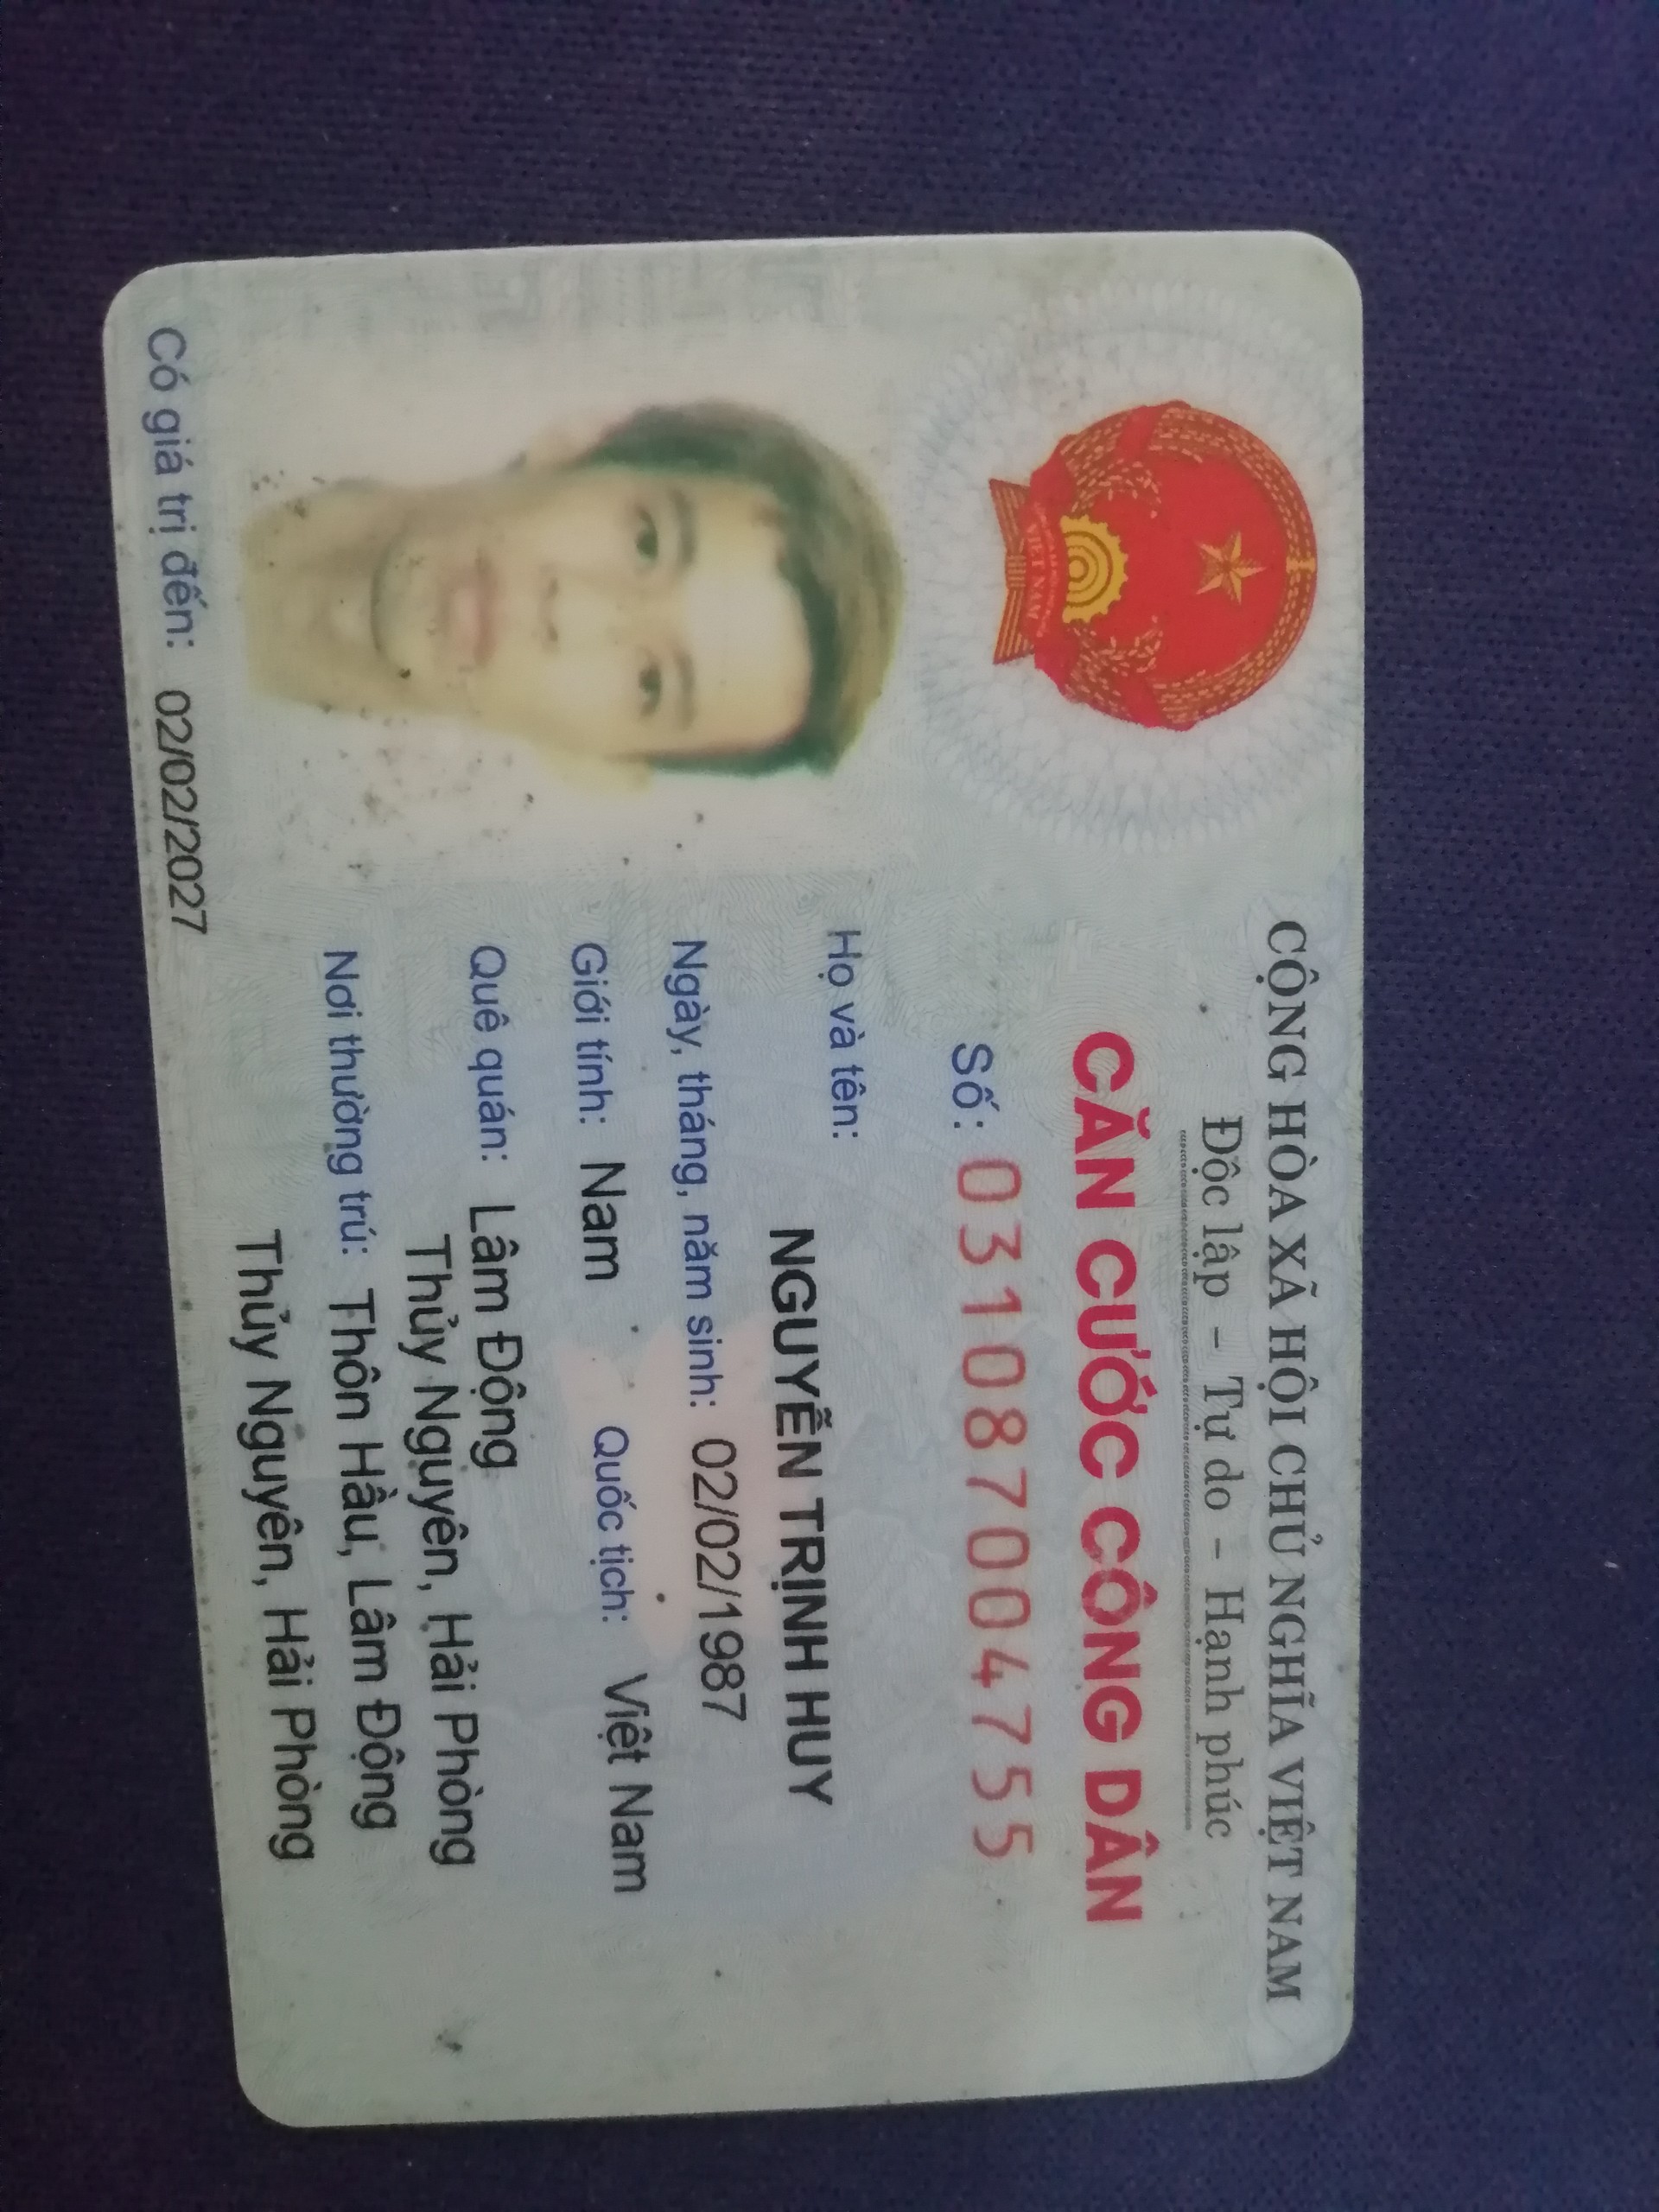 CỘNG HÒA XÃ HỘI CHỦ NGHĨA VIỆT NAM
Độc lập – Tự do – Hạnh phúc
CĂN CƯỚC CÔNG DÂN
Số: 031087004755
Họ và tên:
NGUYỄN TRỊNH HUY
Ngày, tháng, năm sinh: 02/02/1987
Giới tính: Nam Quốc tịch: Việt Nam
Quê quán: Lâm Động
Thủy Nguyên, Hải Phòng
Nơi thường trú: Thôn Hầu, Lâm Động
Thủy Nguyên, Hải Phòng
Có giá trị đến: 02/02/2027
VIỆT NAM